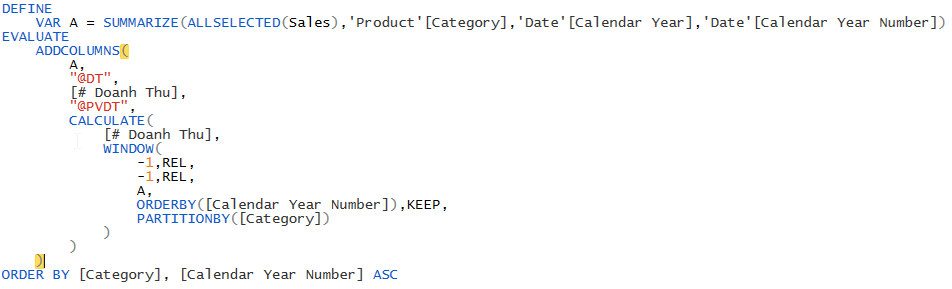 DEFINE
VAR A = SUMMARIZE(ALLSELECTED(Sales),'Product'[Category],'Date'[Calendar Year],'Date'[Calendar Year Number])
EVALUATE
ADDCOLUMNS(
A,
"@DT",
[# Doanh Thu],
"@PVDT",
CALCULATE(
[# Doanh Thu],
WINDOW(
-1,REL,
-1,REL,
A,
ORDERBY([Calendar Year Number]),KEEP,
PARTITIONBY([Category])
)
)
)
ORDER BY [Category], [Calendar Year Number] ASC